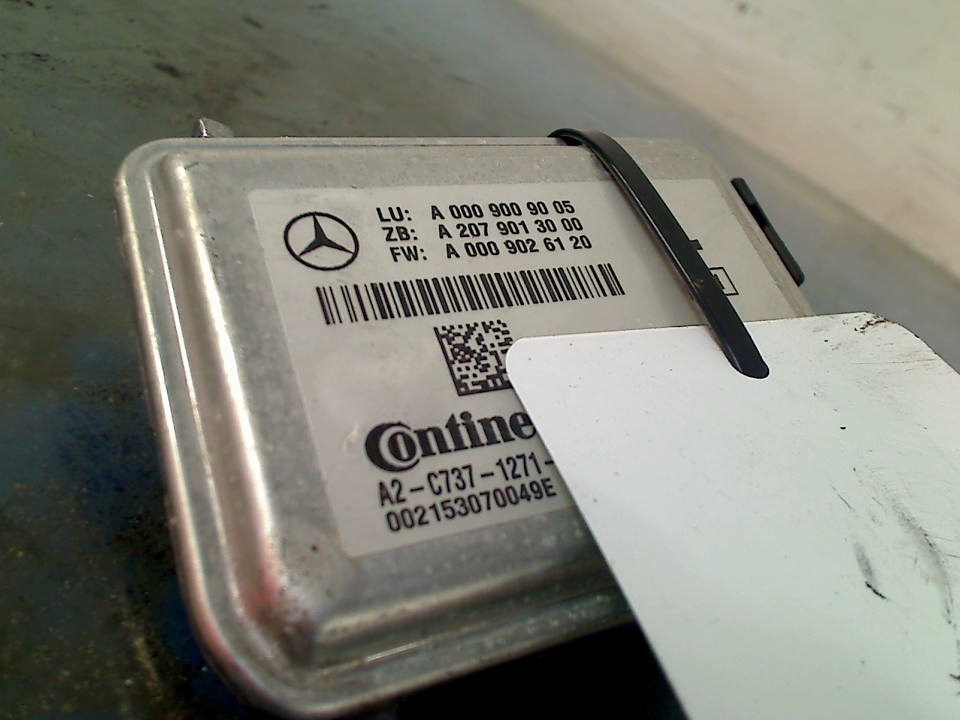 LU: A 000 900 90 05
ZB: A 207 901 30 00
FW: A 000 902 61 20
Contine
A2-C737-1271-
002153070049E